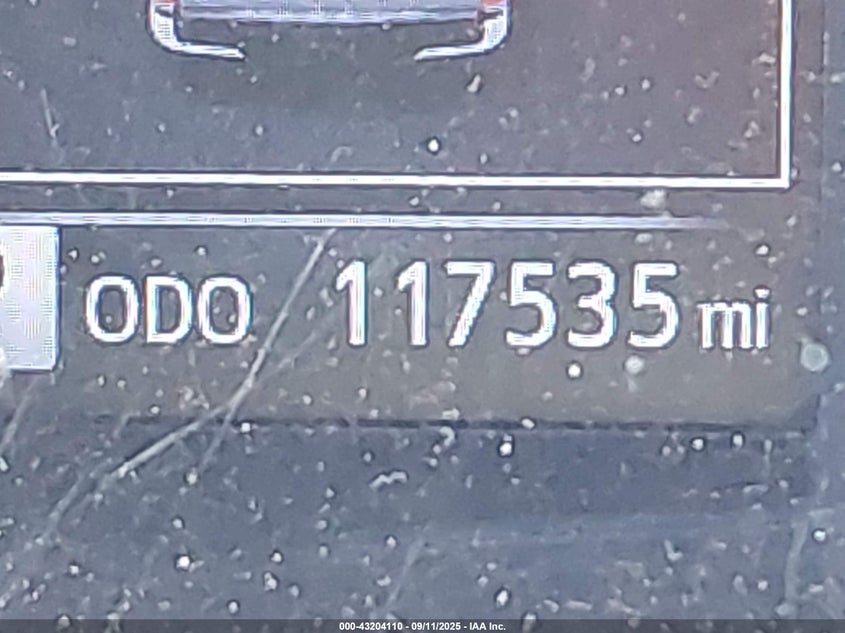 ODO 117535 mi
000-43204110 - 09/11/2025 - IAA Inc.